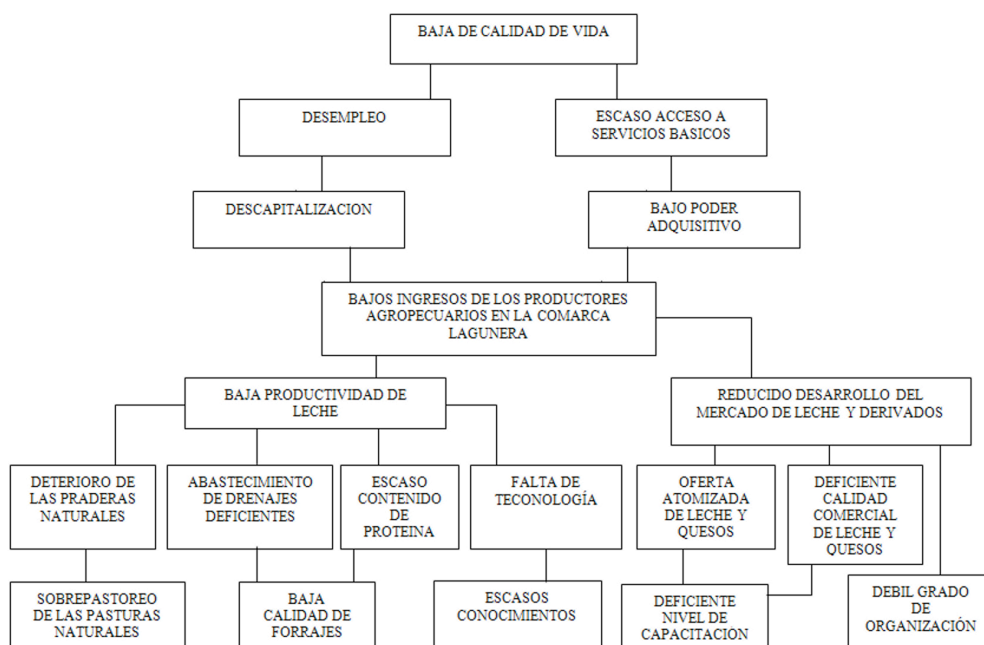 BAJA DE CALIDAD DE VIDA
DESEMPLEO
ESCASO ACCESO A
SERVICIOS BASICOS
DESCAPITALIZACION
BAJO PODER
ADQUISITIVO
BAJOS INGRESOS DE LOS PRODUCTORES
AGROPECUARIOS EN LA COMARCA
LAGUNERA
BAJA PRODUCTIVIDAD DE
LECHE
REDUCIDO DESARROLLO DEL
MERCADO DE LECHE Y DERIVADOS
DETERIORO DE
LAS PRADERAS
NATURALES
ABASTECIMIENTO
DE DRENAJES
DEFICIENTES
ESCASO
CONTENIDO
DE
PROTEINA
FALTA DE
TECONOLOGÍA
OFERTA
ATOMIZADA
DE LECHE Y
QUESOS
DEFICIENTE
CALIDAD
COMERCIAL
DE LECHE Y
QUESOS
SOBREPASTOREO
DE LAS PASTURAS
NATURALES
BAJA
CALIDAD DE
FORRAJES
ESCASOS
CONOCIMIENTOS
DEFICIENTE
NIVEL DE
CAPACITACION
DEBIL GRADO
DE
ORGANIZACIÓN